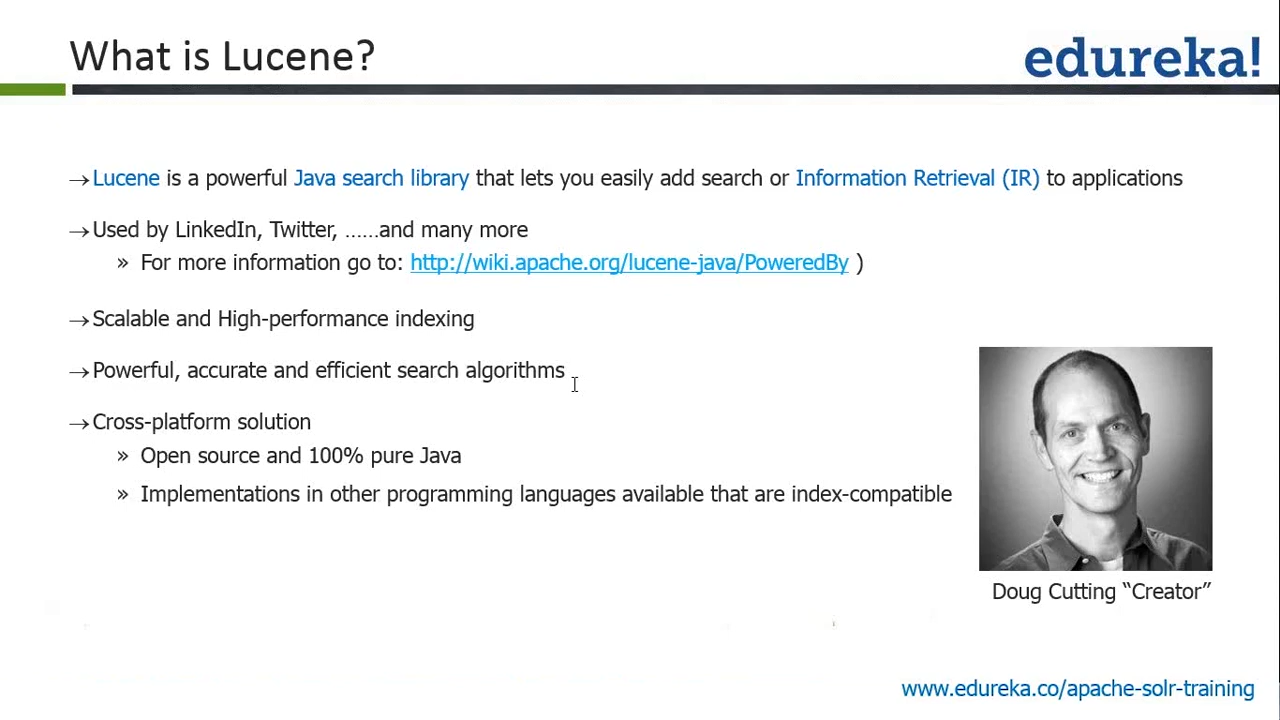 What is Lucene?
edureka!
→Lucene is a powerful Java search library that lets you easily add search or Information Retrieval (IR) to applications
→Used by LinkedIn, Twitter, ......and many more
» For more information go to: http://wiki.apache.org/lucene-java/PoweredBy )
→Scalable and High-performance indexing
→Powerful, accurate and efficient search algorithms
→Cross-platform solution
» Open source and 100% pure Java
» Implementations in other programming languages available that are index-compatible
Doug Cutting “Creator”
www.edureka.co/apache-solr-training